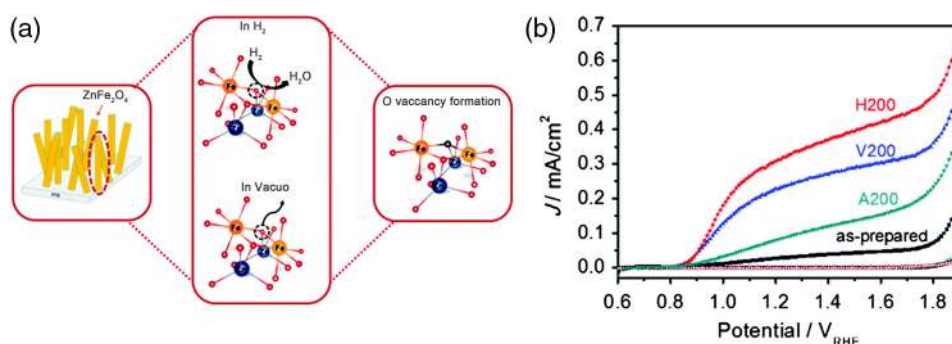 (a)
In H₂
H₂
H₂O
Fe
Fe
ZnFe₂O₄
O vaccancy formation
Fe
Fe
In Vacuo
Fe
Fe
(b)
J / mA/cm²
0.7
0.6
0.5
0.4
0.3
0.2
0.1
0.0
H200
V200
A200
as-prepared
0.6 0.8 1.0 1.2 1.4 1.6 1.8
Potential / V_RHE